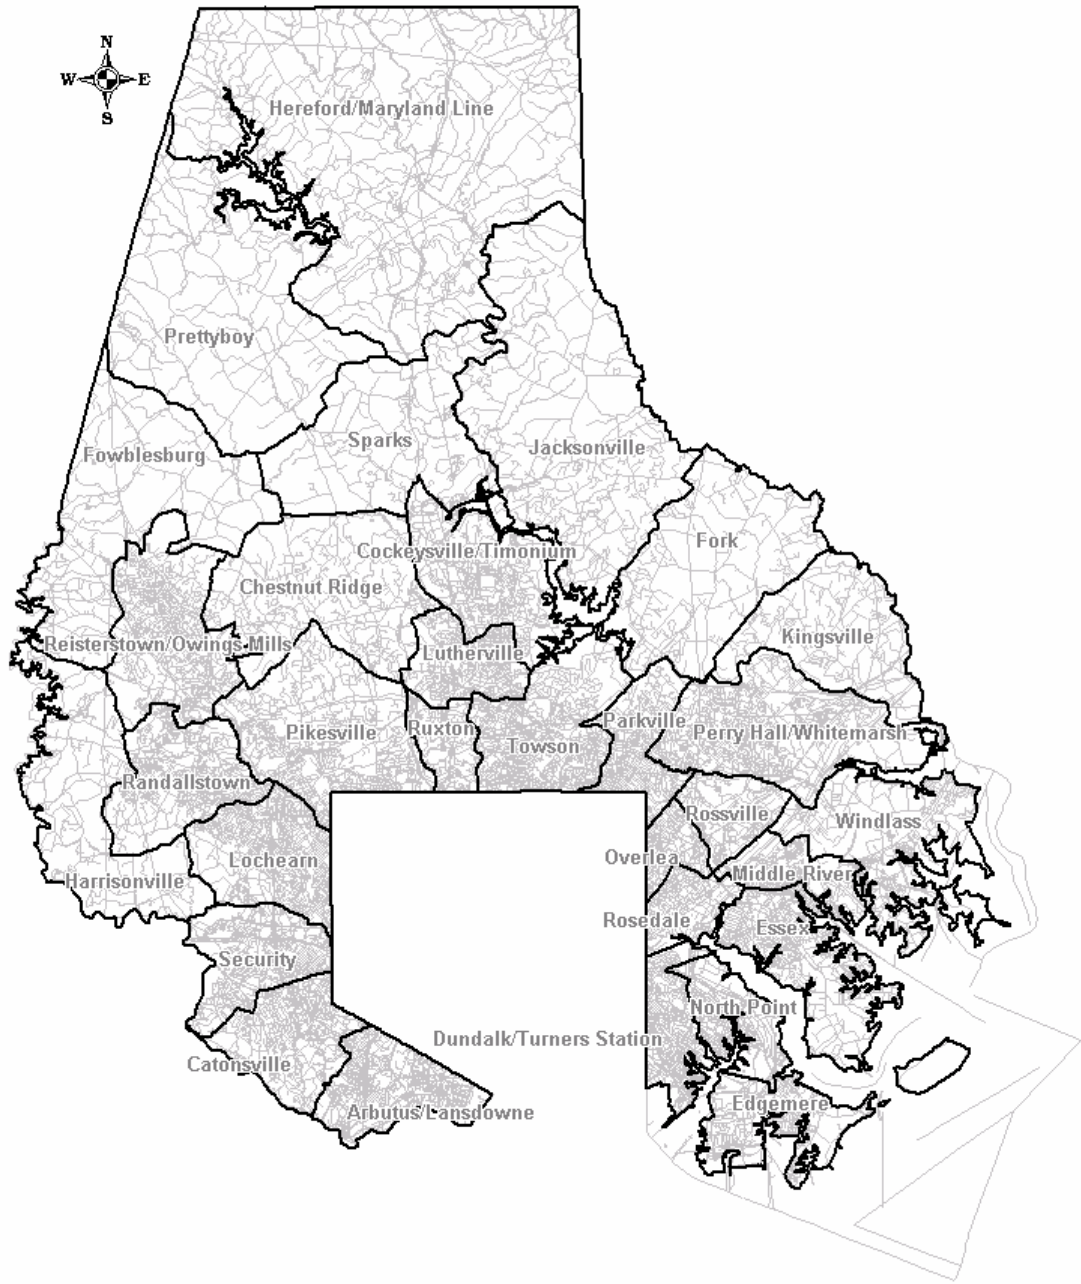 N
W E
S
Hereford/Maryland Line
Prettyboy
Sparks
Jacksonville
Fowblesburg
Fork
Cockeysville/Timonium
Chestnut Ridge
Kingsville
Reisterstown/Owings Mills
Lutherville
Parkville
Pikesville
Ruxton
Perry Hall/Whitemarsh
Towson
Randallstown
Rossville
Windlass
Overlea
Lochearn
Middle River
Harrisonville
Rosedale
Essex
Security
North Point
Dundalk/Turners Station
Catonsville
Edgemere
Arbutus/Lansdowne